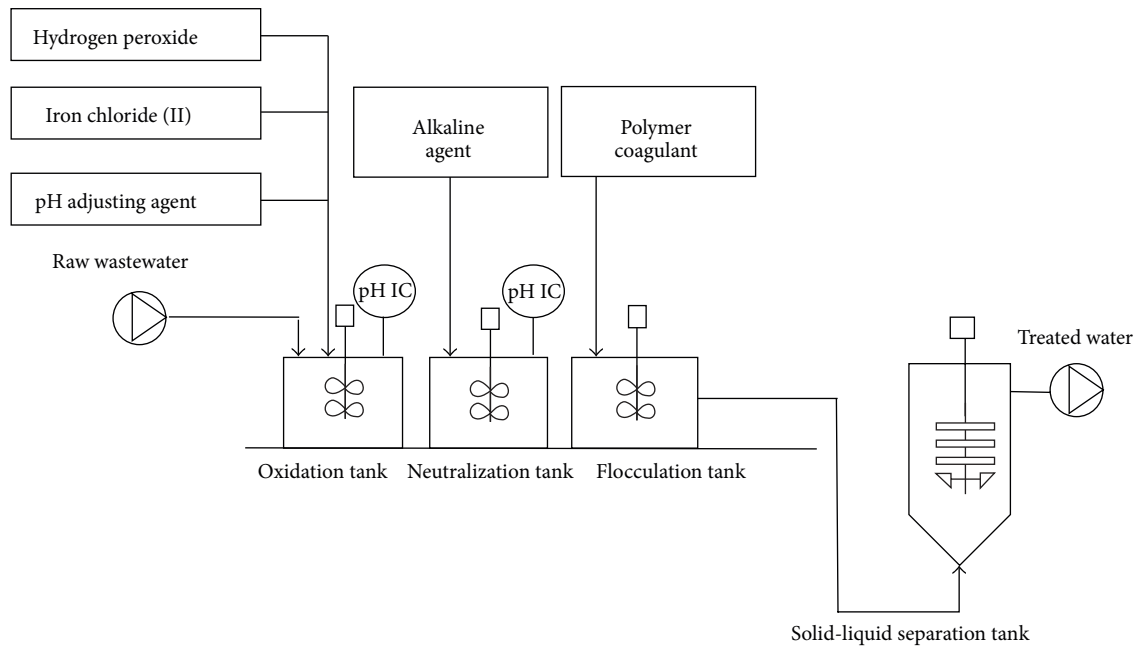 Hydrogen peroxide
Iron chloride (II)
pH adjusting agent
Alkaline
agent
Polymer
coagulant
Raw wastewater
pH IC
pH IC
Treated water
Oxidation tank
Neutralization tank
Flocculation tank
Solid-liquid separation tank